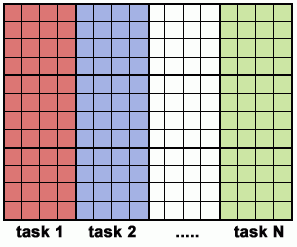 task 1 task 2 ..... task N